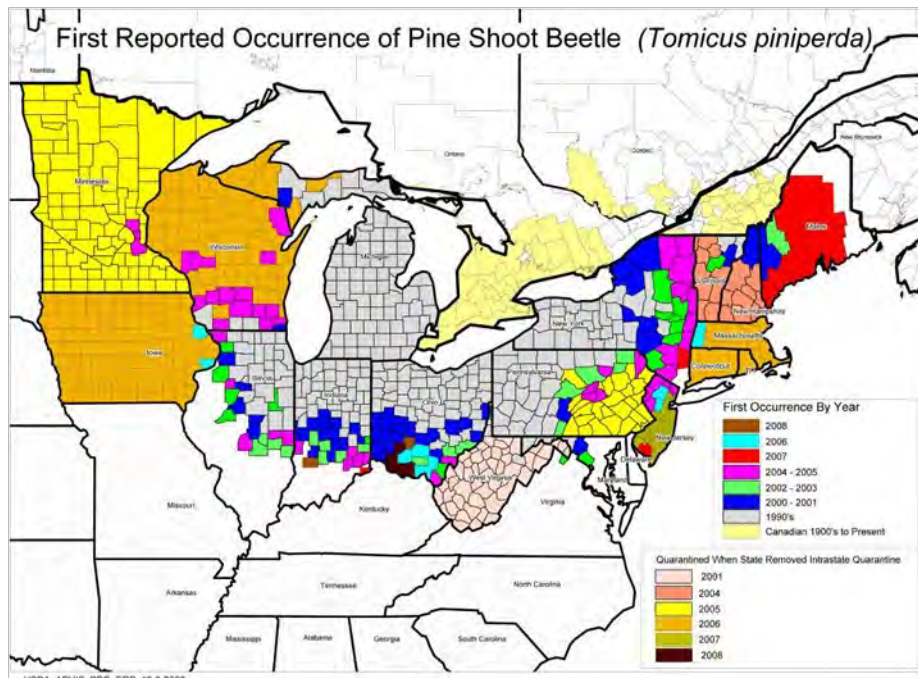 First Reported Occurrence of Pine Shoot Beetle (Tomicus piniperda)
Manitoba
Ontario
Quebec
New Brunswick
Minnesota
Wisconsin
Michigan
Maine
Vermont
New Hampshire
New York
Massachusetts
Connecticut
RI
Iowa
Illinois
Indiana
Ohio
Pennsylvania
New Jersey
Delaware
Maryland
West Virginia
Virginia
Missouri
Kentucky
Arkansas
Tennessee
North Carolina
Mississippi
Alabama
Georgia
South Carolina
First Occurrence By Year
2008
2006
2007
2004 - 2005
2002 - 2003
2000 - 2001
1990's
Canadian 1900's to Present
Quarantined When State Removed Intrastate Quarantine
2001
2004
2005
2006
2007
2008